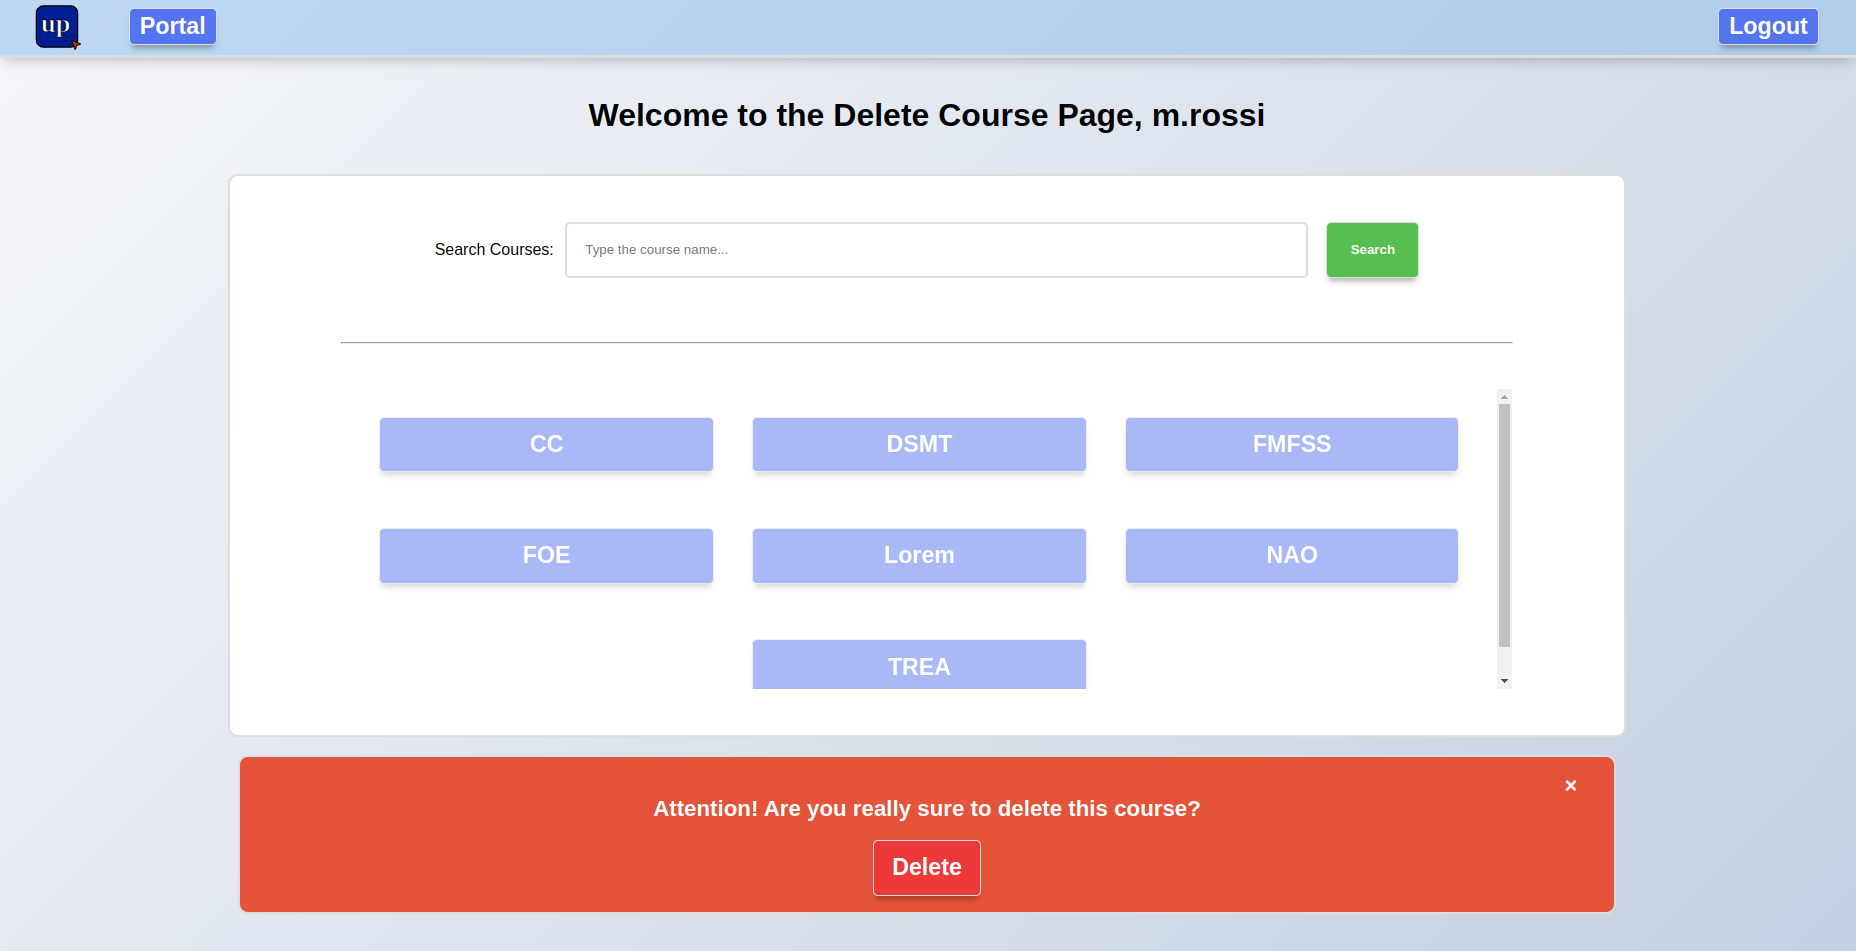 up Portal Logout
Welcome to the Delete Course Page, m.rossi
Search Courses: Type the course name... Search
CC DSMT FMFSS
FOE Lorem NAO
TREA
×
Attention! Are you really sure to delete this course?
Delete